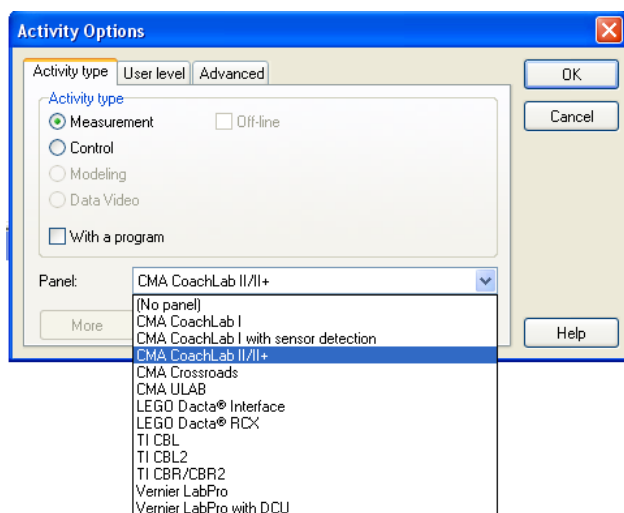 Activity Options
Activity type User level Advanced
OK
Activity type
Measurement Off-line
Cancel
Control
Modeling
Data Video
With a program
Panel: CMA CoachLab II/II+
(No panel)
More
CMA CoachLab I
CMA CoachLab I with sensor detection
Help
CMA CoachLab II/II+
CMA Crossroads
CMA ULAB
LEGO Dacta® Interface
LEGO Dacta® RCX
TI CBL
TI CBL2
TI CBR/CBR2
Vernier LabPro
Vernier LabPro with DCU